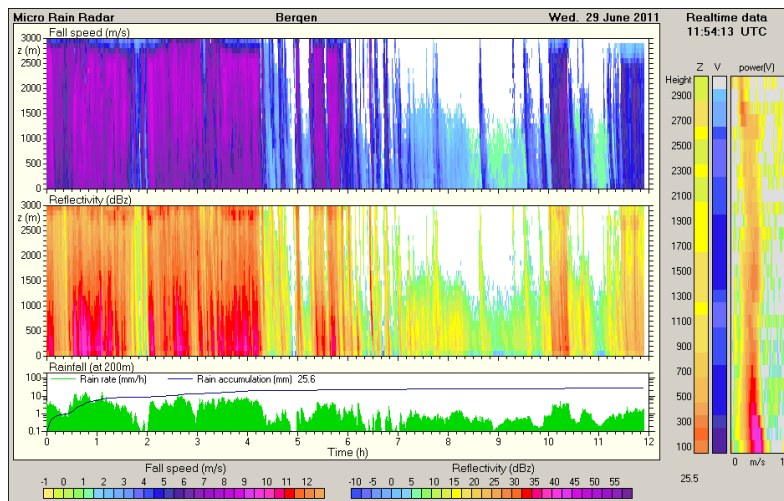 Micro Rain Radar Bergen Wed. 29 June 2011
Realtime data
11:54:13 UTC
Fall speed (m/s)
3000
z (m)
2000
1500
1000
500
0
Reflectivity (dBz)
3000
z (m)
2000
1500
1000
500
0
Rainfall (at 200m)
100
10
1
0.1
Rain rate (mm/h) Rain accumulation (mm) 25.6
0 1 2 3 4 5 6 7 8 9 10 11 12
Time (h)
Fall speed (m/s)
-1 0 1 2 3 4 5 6 7 8 9 10 11 12
Reflectivity (dBz)
-10 -5 0 5 10 15 20 25 30 35 40 45 50 55
Z V power(V)
Height
2900
2700
2500
2300
2100
1900
1700
1500
1300
1100
900
700
500
300
100
0 m/s 1
25.5